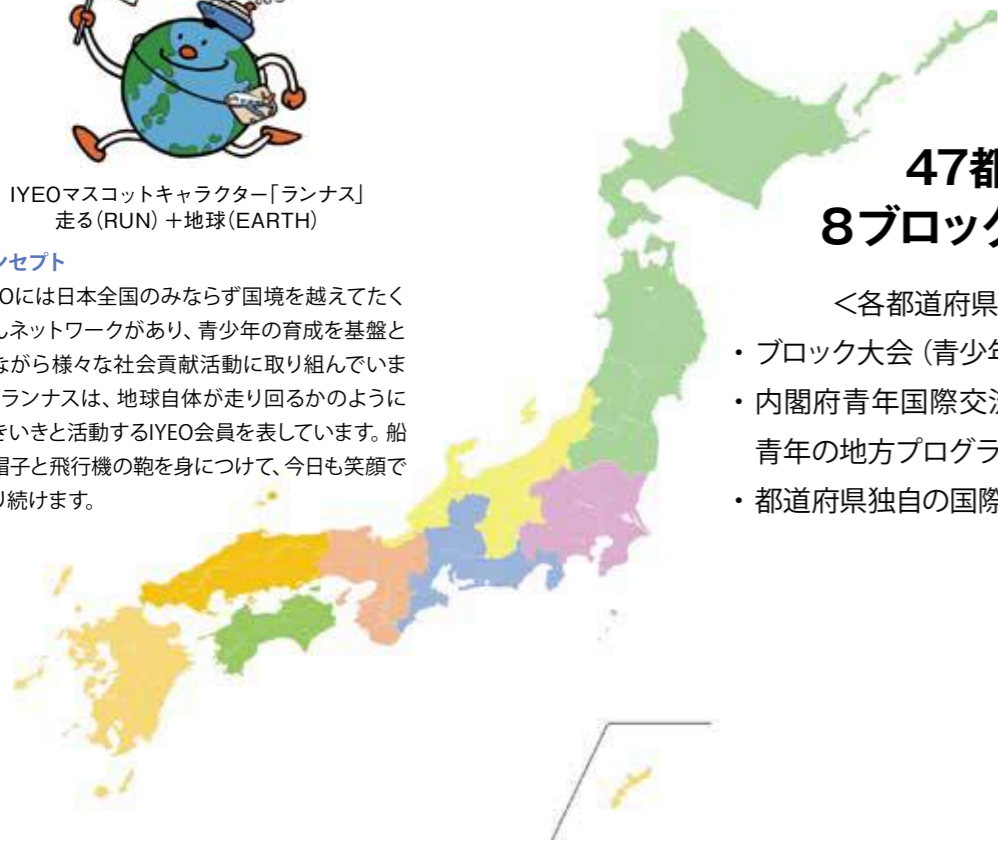 IYEOマスコットキャラクター「ランナス」
走る(RUN)＋地球(EARTH)
ンセプト
Oには日本全国のみならず国境を越えてたく
んネットワークがあり、青少年の育成を基盤と
ながら様々な社会貢献活動に取り組んでいま
ランナスは、地球自体が走り回るかのように
きいきと活動するIYEO会員を表しています。船
帽子と飛行機の鞄を身につけて、今日も笑顔で
り続けます。
47都
8ブロック
＜各都道府県
・ブロック大会（青少年
・内閣府青年国際交流
青年の地方プログラ
・都道府県独自の国際